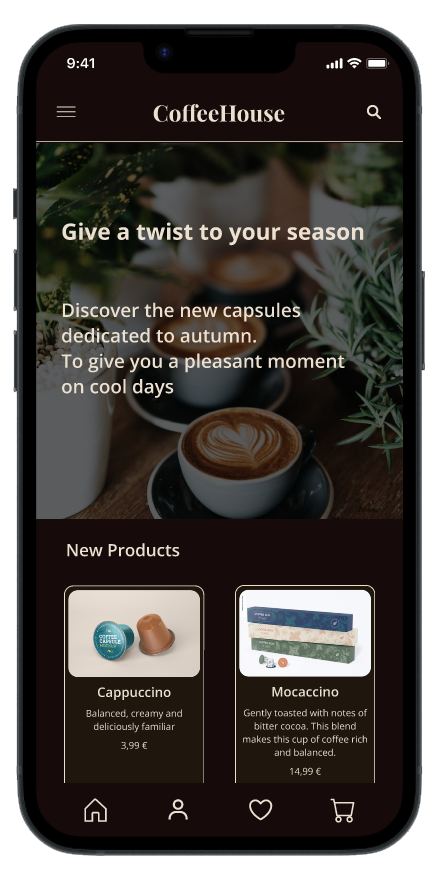 9:41
CoffeeHouse
Give a twist to your season
Discover the new capsules
dedicated to autumn.
To give you a pleasant moment
on cool days
New Products
COFFEE
CAPSULE
Cappuccino
Balanced, creamy and
deliciously familiar
3,99 €
Mocaccino
Gently toasted with notes of
bitter cocoa. This blend
makes this cup of coffee rich
and balanced.
14,99 €